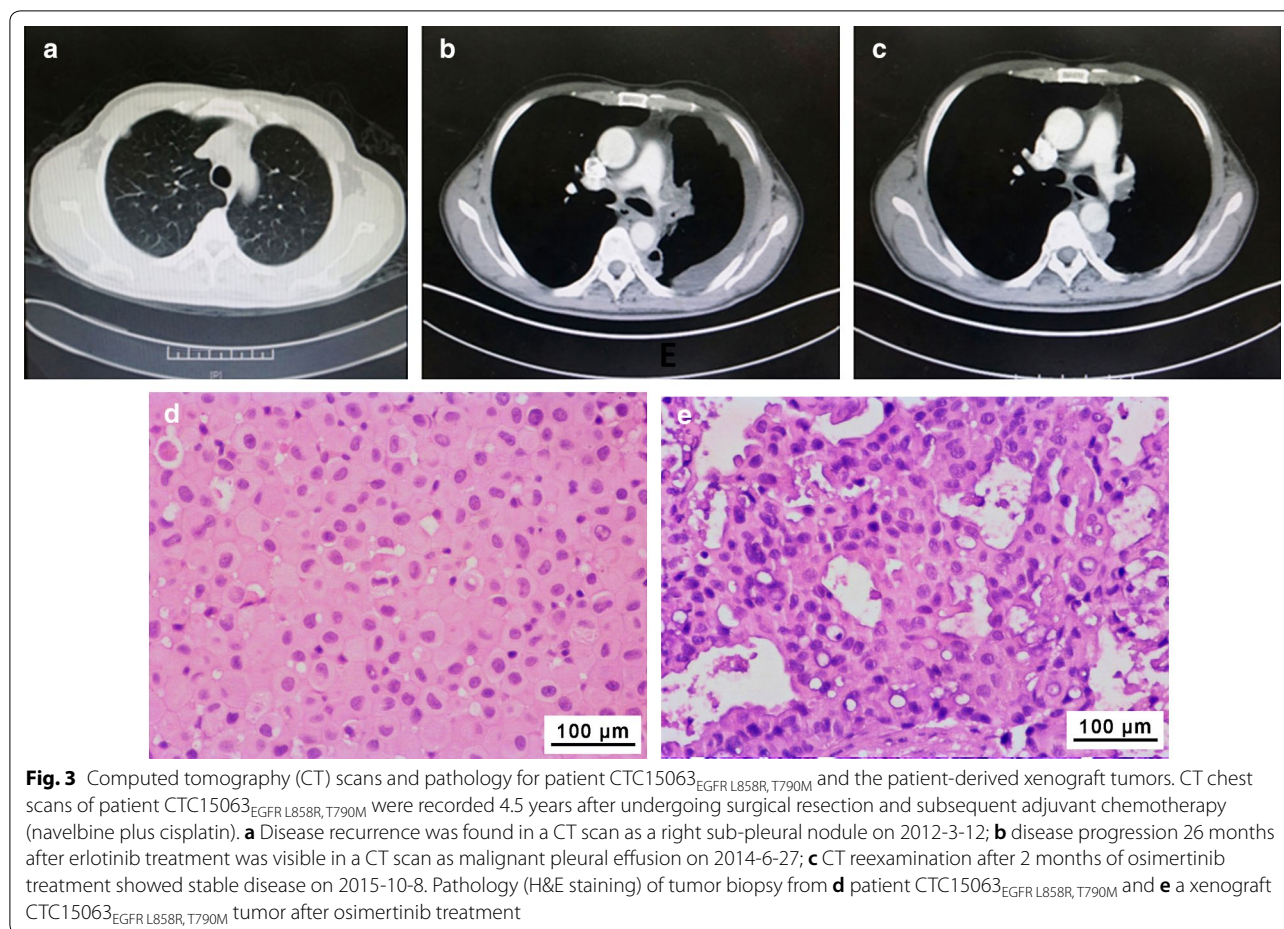 a
b
c
E
[P]
d
e
100 µm
100 µm
Fig. 3 Computed tomography (CT) scans and pathology for patient CTC15063EGFR L858R, T790M and the patient-derived xenograft tumors. CT chest
scans of patient CTC15063EGFR L858R, T790M were recorded 4.5 years after undergoing surgical resection and subsequent adjuvant chemotherapy
(navelbine plus cisplatin). a Disease recurrence was found in a CT scan as a right sub-pleural nodule on 2012-3-12; b disease progression 26 months
after erlotinib treatment was visible in a CT scan as malignant pleural effusion on 2014-6-27; c CT reexamination after 2 months of osimertinib
treatment showed stable disease on 2015-10-8. Pathology (H&E staining) of tumor biopsy from d patient CTC15063EGFR L858R, T790M and e a xenograft
CTC15063EGFR L858R, T790M tumor after osimertinib treatment